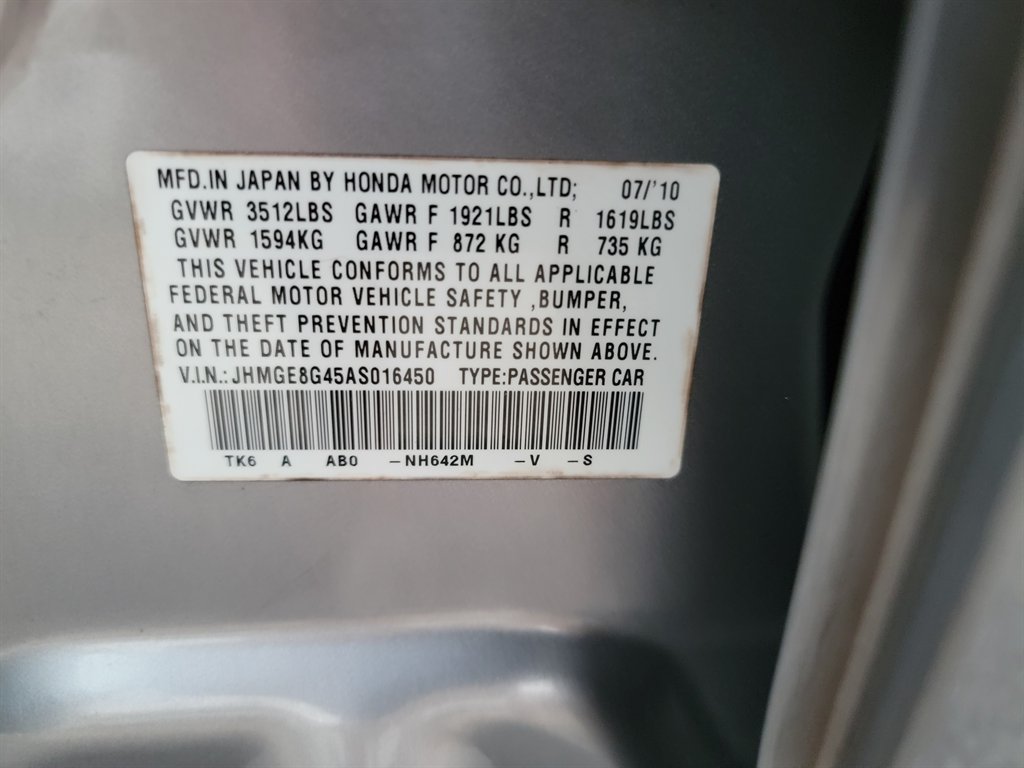 MFD.IN JAPAN BY HONDA MOTOR CO.,LTD; 07/'10
GVWR 3512LBS GAWR F 1921LBS R 1619LBS
GVWR 1594KG GAWR F 872 KG R 735 KG
THIS VEHICLE CONFORMS TO ALL APPLICABLE
FEDERAL MOTOR VEHICLE SAFETY ,BUMPER,
AND THEFT PREVENTION STANDARDS IN EFFECT
ON THE DATE OF MANUFACTURE SHOWN ABOVE.
V.I.N.: JHMGE8G45AS016450 TYPE:PASSENGER CAR
TK6 A AB0 -NH642M -V -S